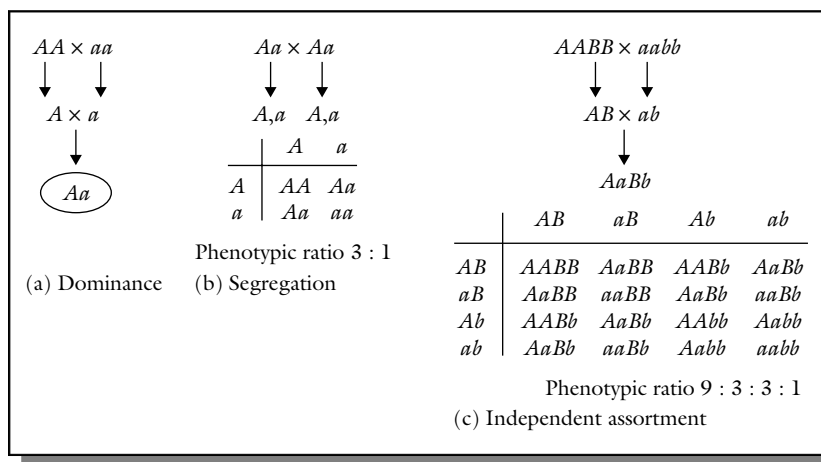 AA × aa
A × a
Aa
(a) Dominance
Aa × Aa
A,a A,a
A a
A AA Aa
a Aa aa
Phenotypic ratio 3 : 1
(b) Segregation
AABB × aabb
AB × ab
AaBb
AB aB Ab ab
AB AABB AaBB AABb AaBb
aB AaBB aaBB AaBb aaBb
Ab AABb AaBb AAbb Aabb
ab AaBb aaBb Aabb aabb
Phenotypic ratio 9 : 3 : 3 : 1
(c) Independent assortment